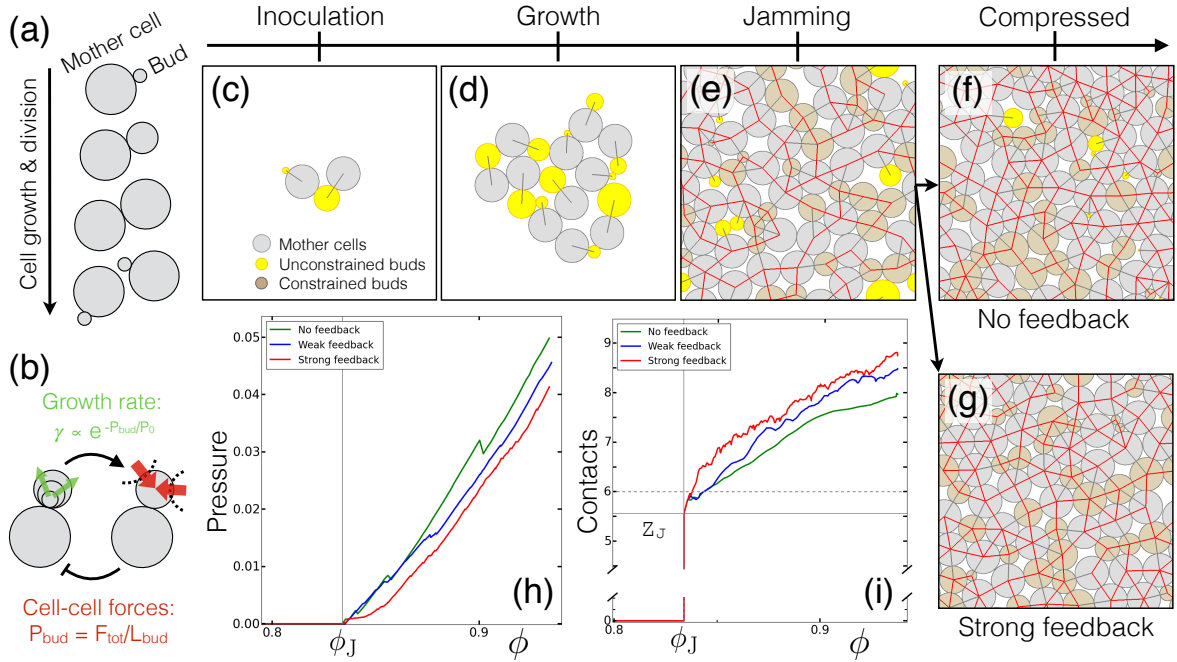 Inoculation
Growth
Jamming
Compressed
(a)
Mother cell
Bud
Cell growth & division
(c)
Mother cells
Unconstrained buds
Constrained buds
(d)
(e)
(f)
No feedback
(b)
Growth rate:
γ ∝ e^-P_bud/P_0
Cell-cell forces:
P_bud = F_tot/L_bud
Pressure
0.05
0.04
0.03
0.02
0.01
0.00
No feedback
Weak feedback
Strong feedback
0.8
ϕ_J
0.9
ϕ
(h)
Contacts
9
8
7
6
5
0
No feedback
Weak feedback
Strong feedback
Z_J
0.8
ϕ_J
0.9
ϕ
(i)
(g)
Strong feedback